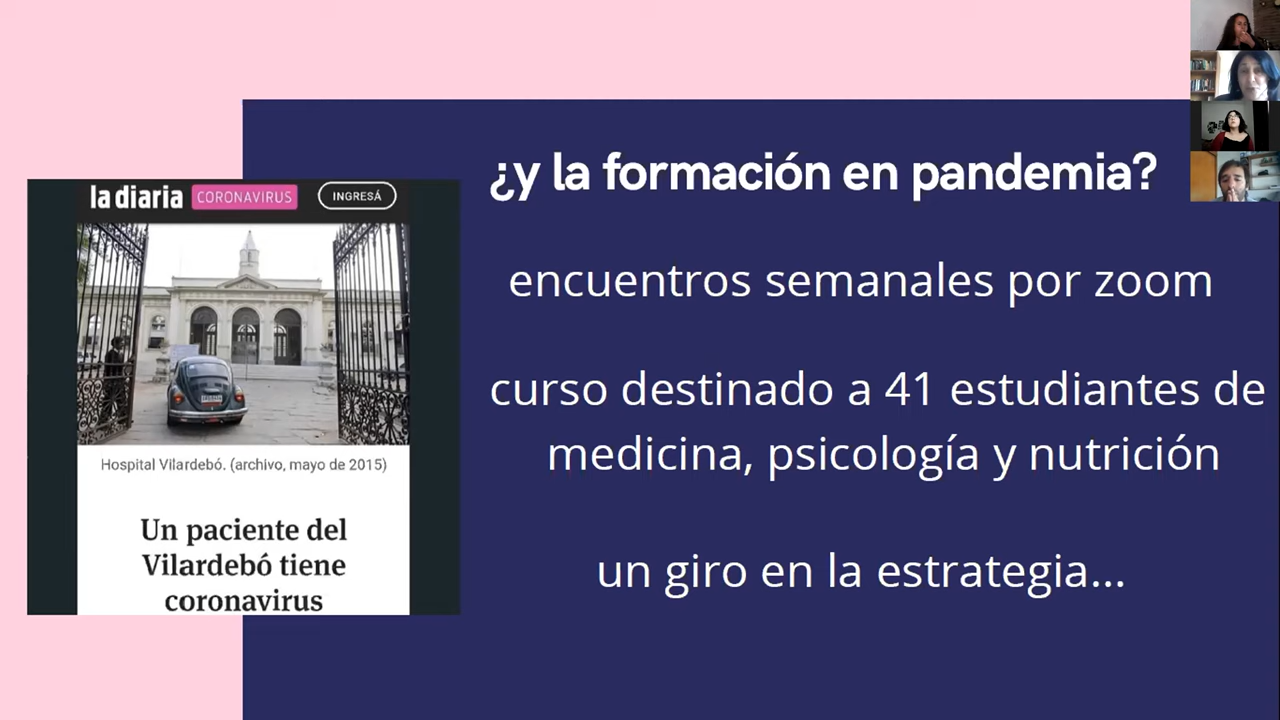 ¿y la formación en pandemia?
la diaria CORONAVIRUS INGRESÁ
encuentros semanales por zoom
curso destinado a 41 estudiantes de
medicina, psicología y nutrición
Hospital Vilardebó. (archivo, mayo de 2015)
Un paciente del
Vilardebó tiene
coronavirus
un giro en la estrategia...